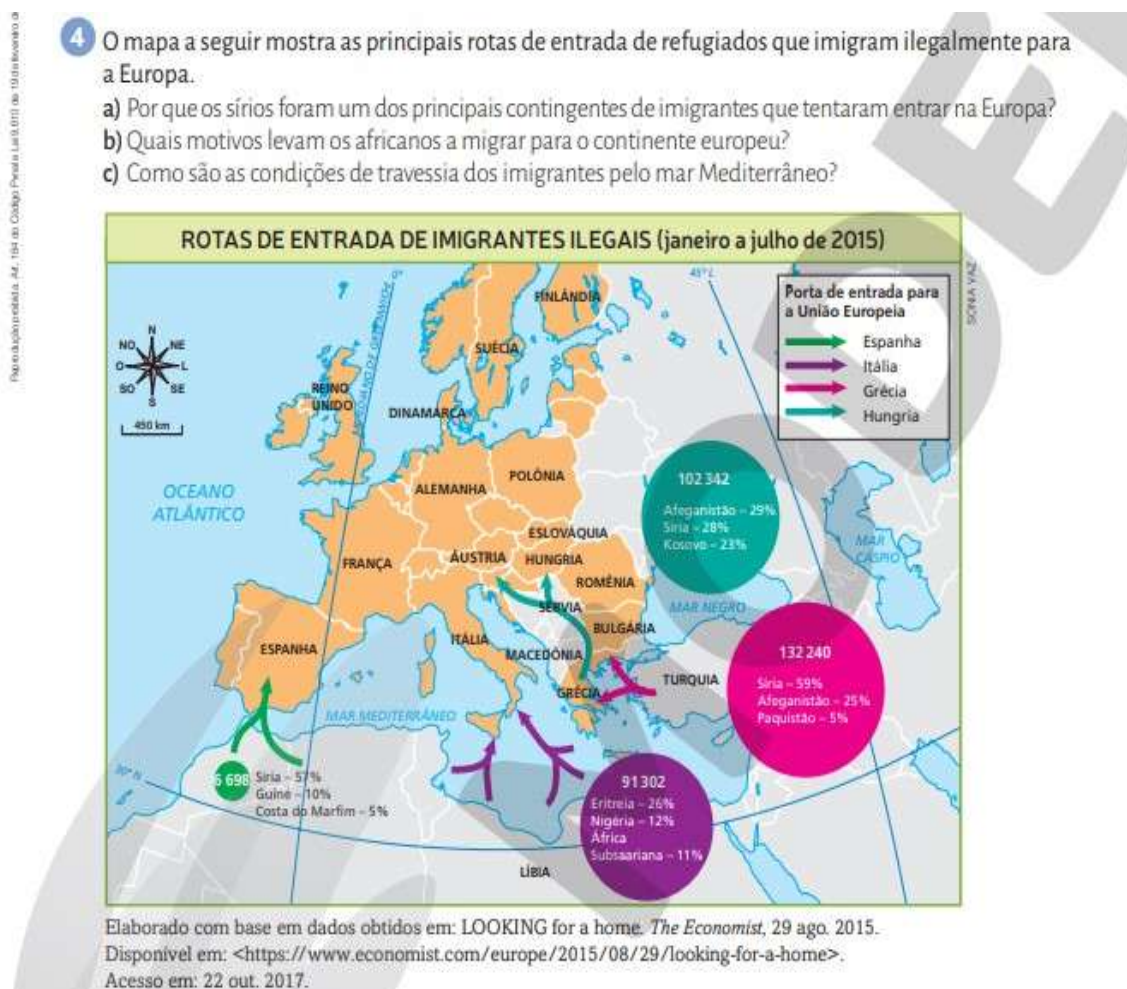 4 O mapa a seguir mostra as principais rotas de entrada de refugiados que imigram ilegalmente para
a Europa.
a) Por que os sírios foram um dos principais contingentes de imigrantes que tentaram entrar na Europa?
b) Quais motivos levam os africanos a migrar para o continente europeu?
c) Como são as condições de travessia dos imigrantes pelo mar Mediterrâneo?
ROTAS DE ENTRADA DE IMIGRANTES ILEGAIS (janeiro a julho de 2015)
Porta de entrada para
a União Europeia
Espanha
Itália
Grécia
Hungria
SONIA VAZ
N
NO NE
O L
SO SE
S
450 km
45° L
0°
MERIDIANO DE GREENWICH
FINLÂNDIA
SUÉCIA
REINO
UNIDO
DINAMARCA
OCEANO
ATLÂNTICO
ALEMANHA
POLÔNIA
ESLOVÁQUIA
FRANÇA
ÁUSTRIA
HUNGRIA
ROMÊNIA
SÉRVIA
BULGÁRIA
ITÁLIA
MACEDÔNIA
ESPANHA
GRÉCIA
TURQUIA
MAR NEGRO
MAR
CÁSPIO
MAR MEDITERRÂNEO
30° N
LÍBIA
102 342
Afeganistão – 29%
Síria – 28%
Kosovo – 23%
132 240
Síria – 59%
Afeganistão – 25%
Paquistão – 5%
6 698
Síria – 57%
Guiné – 10%
Costa do Marfim – 5%
91 302
Eritreia – 26%
Nigéria – 12%
África
Subsaariana – 11%
Elaborado com base em dados obtidos em: LOOKING for a home. The Economist, 29 ago. 2015.
Disponível em: <https://www.economist.com/europe/2015/08/29/looking-for-a-home>.
Acesso em: 22 out. 2017.